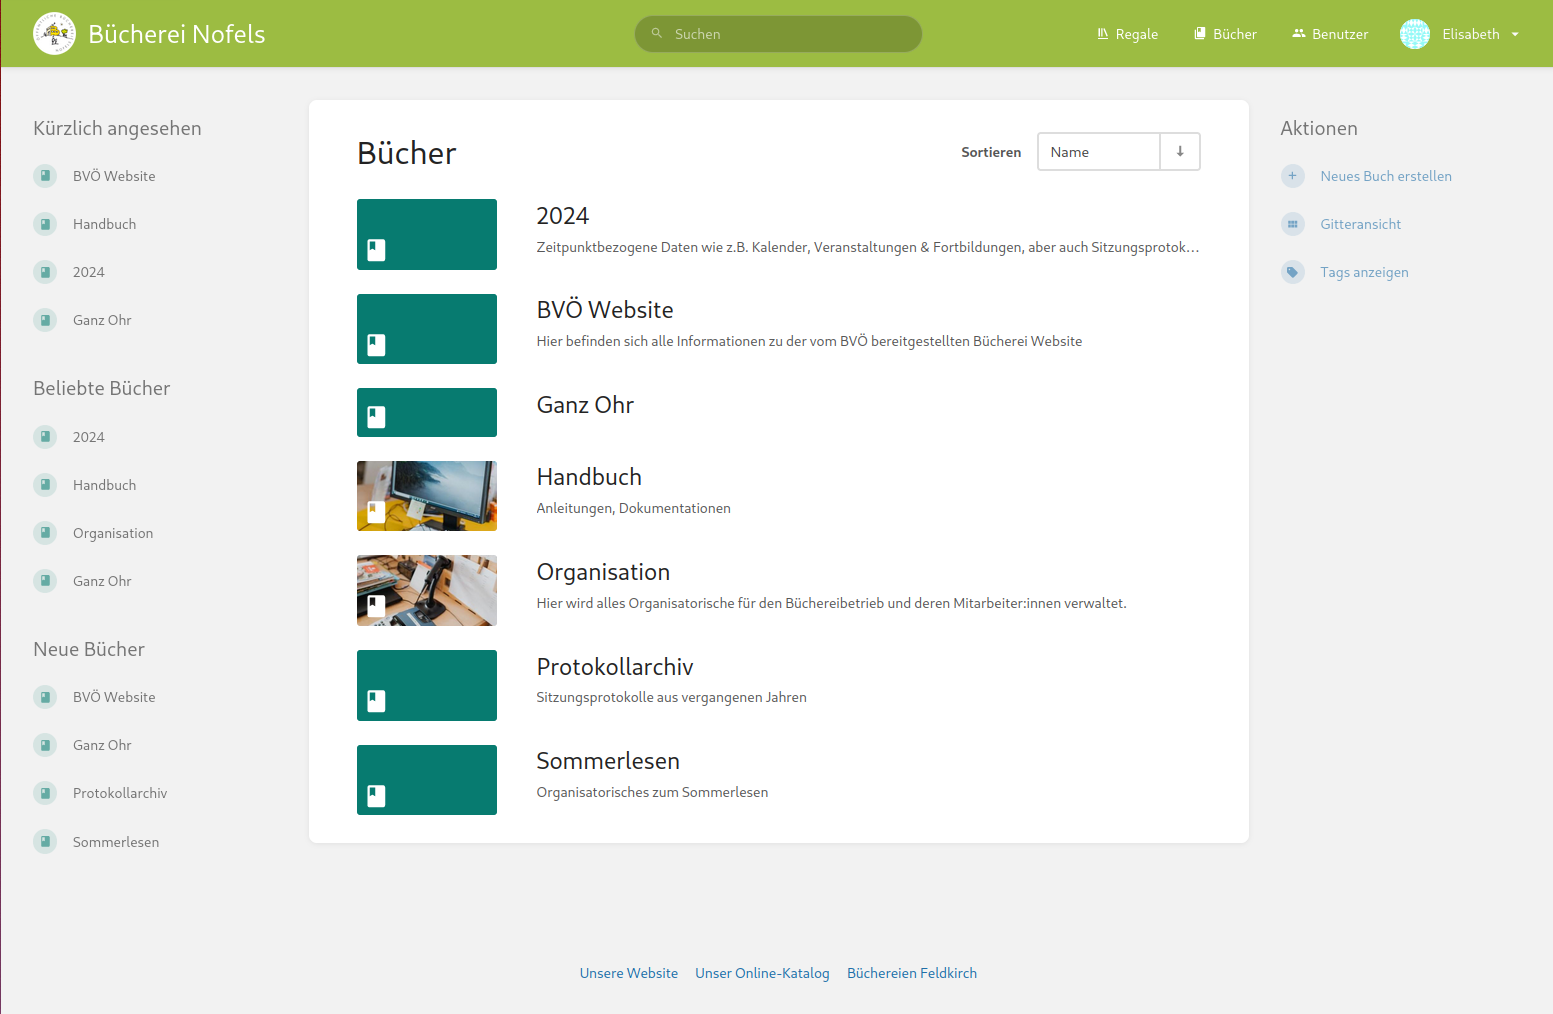 Bücherei Nofels
Suchen
Regale
Bücher
Benutzer
Elisabeth
Kürzlich angesehen
BVÖ Website
Handbuch
2024
Ganz Ohr
Beliebte Bücher
2024
Handbuch
Organisation
Ganz Ohr
Neue Bücher
BVÖ Website
Ganz Ohr
Protokollarchiv
Sommerlesen
Bücher
Sortieren
Name
2024
Zeitpunktbezogene Daten wie z.B. Kalender, Veranstaltungen & Fortbildungen, aber auch Sitzungsprotok...
BVÖ Website
Hier befinden sich alle Informationen zu der vom BVÖ bereitgestellten Bücherei Website
Ganz Ohr
Handbuch
Anleitungen, Dokumentationen
Organisation
Hier wird alles Organisatorische für den Büchereibetrieb und deren Mitarbeiter:innen verwaltet.
Protokollarchiv
Sitzungsprotokolle aus vergangenen Jahren
Sommerlesen
Organisatorisches zum Sommerlesen
Aktionen
Neues Buch erstellen
Gitteransicht
Tags anzeigen
Unsere Website
Unser Online-Katalog
Büchereien Feldkirch